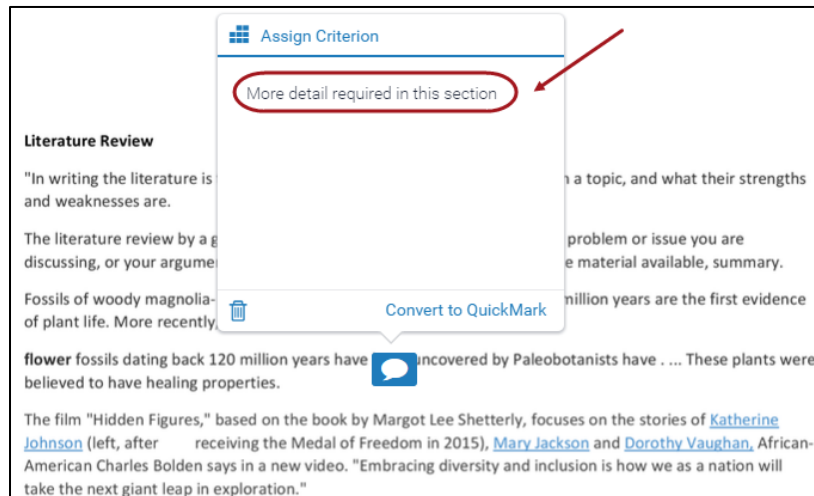 Assign Criterion
More detail required in this section
Literature Review
"In writing the literature is a topic, and what their strengths
and weaknesses are.
The literature review by a problem or issue you are
discussing, or your material available, summary.
Fossils of woody magnolia- million years are the first evidence
of plant life. More recently,
Convert to QuickMark
flower fossils dating back 120 million years have uncovered by Paleobotanists have . .... These plants were
believed to have healing properties.
The film "Hidden Figures," based on the book by Margot Lee Shetterly, focuses on the stories of Katherine
Johnson (left, after receiving the Medal of Freedom in 2015), Mary Jackson and Dorothy Vaughan, African-
American Charles Bolden says in a new video. "Embracing diversity and inclusion is how we as a nation will
take the next giant leap in exploration."